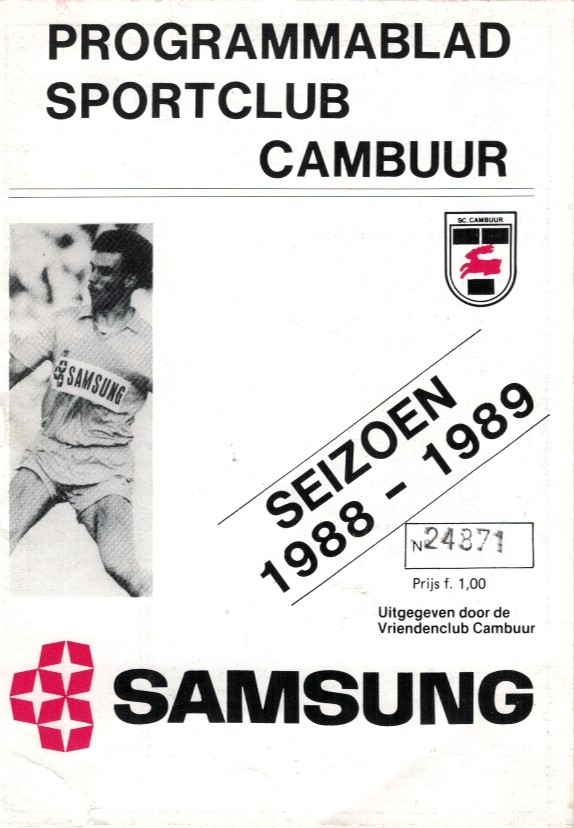 PROGRAMMABLAD
SPORTCLUB
CAMBUUR
SC. CAMBUUR
SAMSUNG
SEIZOEN
1988 - 1989
No 24871
Prijs f. 1,00
Uitgegeven door de
Vriendenclub Cambuur
SAMSUNG